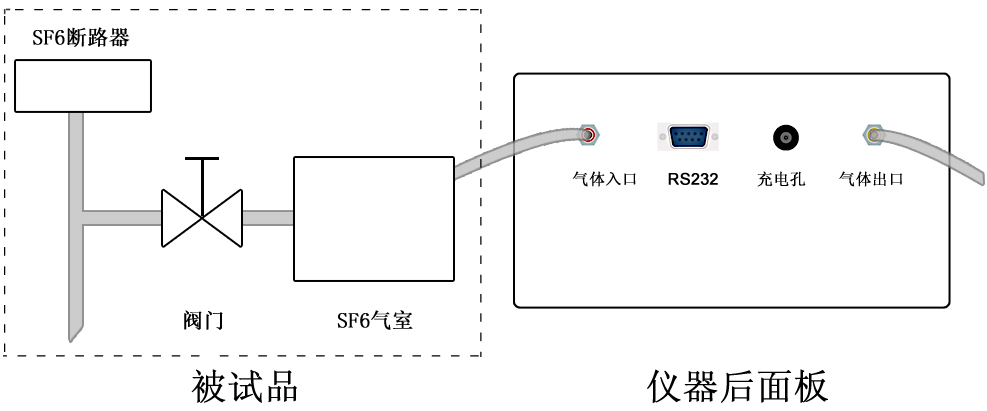 SF6断路器
阀门
SF6气室
被试品
气体入口
RS232
充电孔
气体出口
仪器后面板